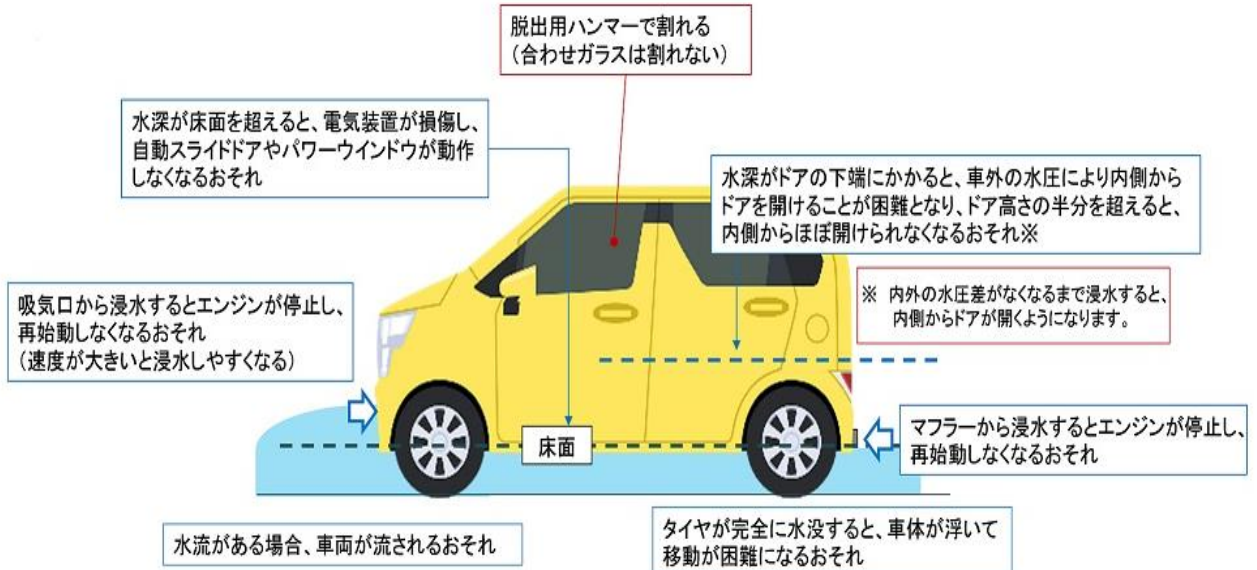 脱出用ハンマーで割れる
(合わせガラスは割れない)
水深が床面を超えると、電気装置が損傷し、
自動スライドドアやパワーウインドウが動作
しなくなるおそれ
水深がドアの下端にかかると、車外の水圧により内側から
ドアを開けることが困難となり、ドア高さの半分を超えると、
内側からほぼ開けられなくなるおそれ※
※ 内外の水圧差がなくなるまで浸水すると、
内側からドアが開くようになります。
吸気口から浸水するとエンジンが停止し、
再始動しなくなるおそれ
(速度が大きいと浸水しやすくなる)
床面
マフラーから浸水するとエンジンが停止し、
再始動しなくなるおそれ
水流がある場合、車両が流されるおそれ
タイヤが完全に水没すると、車体が浮いて
移動が困難になるおそれ